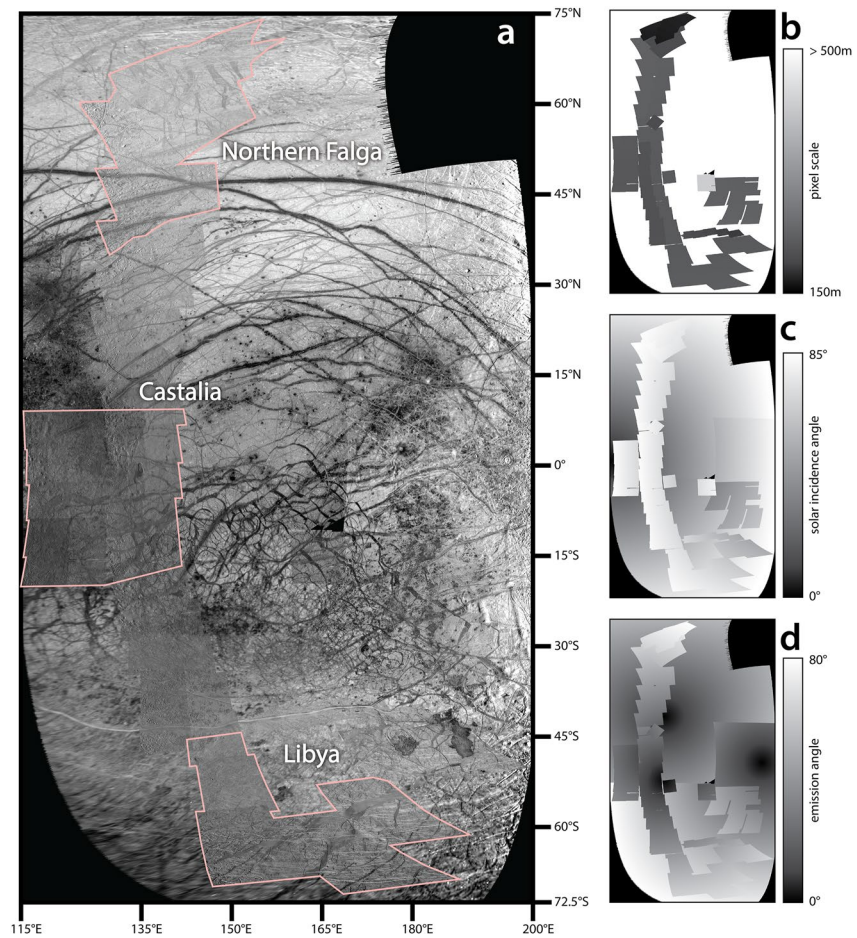 a
Northern Falga
Castalia
Libya
75°N
60°N
45°N
30°N
15°N
0°
15°S
30°S
45°S
60°S
72.5°S
115°E
135°E
150°E
165°E
180°E
200°E
b
> 500m
pixel scale
150m
c
85°
solar incidence angle
0°
d
80°
emission angle
0°